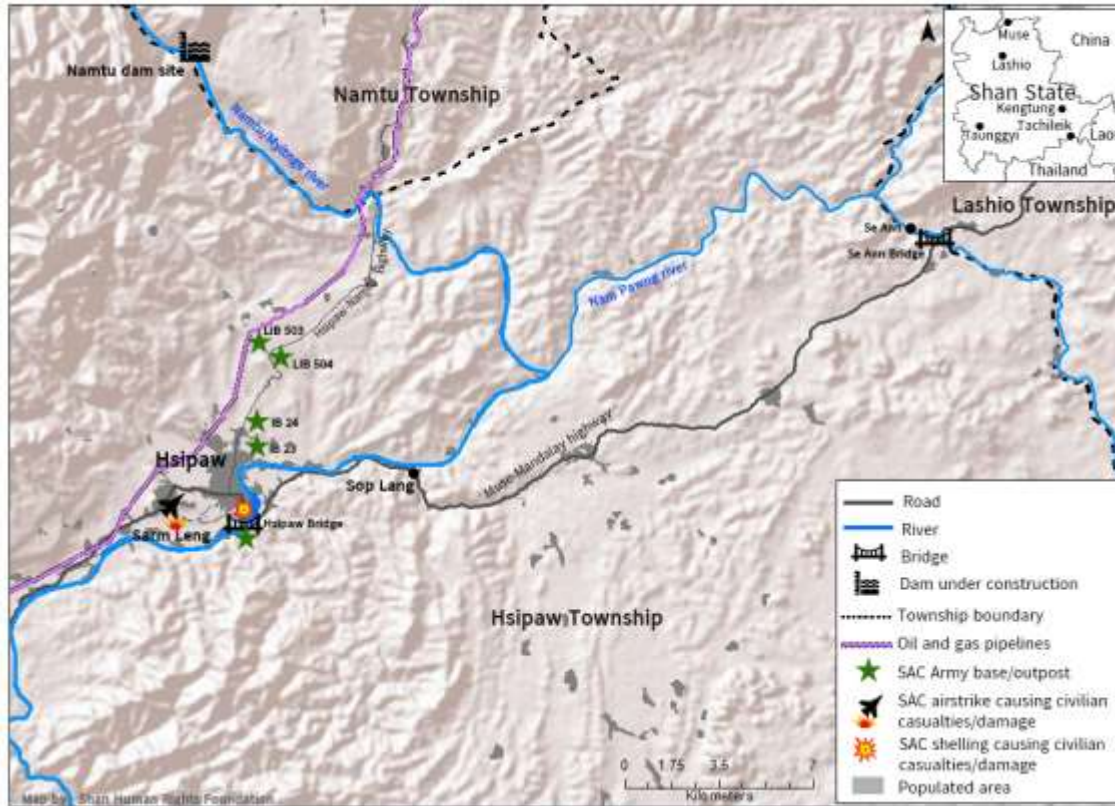 Namtu dam site
Namtu Township
Namtu/Myitnge river
Muse
China
Lashio
Shan State
Kengtung
Tachileik
Taunggyi
Laos
Thailand
Lashio Township
Se Ann
Se Ann Bridge
Nam Pawng river
LIB 503
LIB 504
IB 24
IB 23
Hsipaw
Muse-Mandalay highway
Sop Lang
Hsipaw Bridge
Sarm Leng
Hsipaw Township
Road
River
Bridge
Dam under construction
Township boundary
Oil and gas pipelines
SAC Army base/outpost
SAC airstrike causing civilian
casualties/damage
SAC shelling causing civilian
casualties/damage
Populated area
0 1.75 3.5 7
Kilometers
Map by: Shan Human Rights Foundation